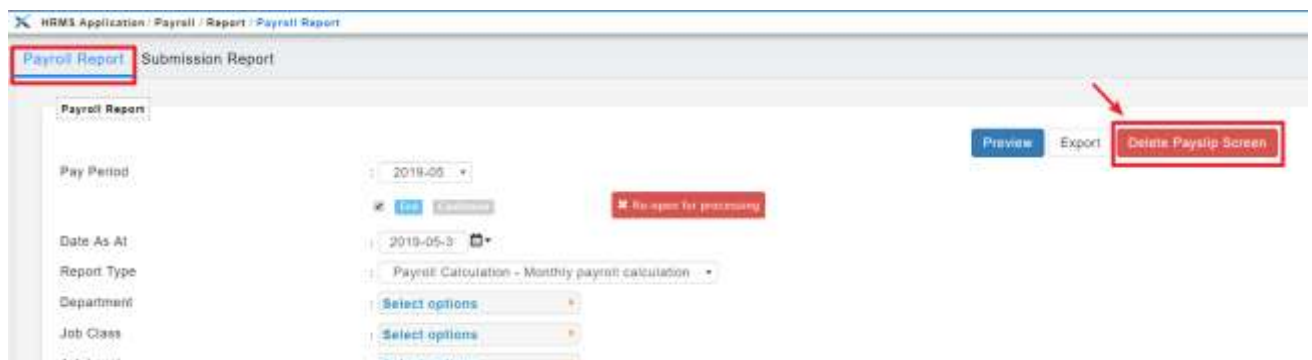 HRMS Application / Payroll / Report / Payroll Report
Payroll Report Submission Report
Payroll Report
Preview Export Delete Payslip Screen
Pay Period : 2019-05
End Re-open for processing
Date As At : 2019-05-3
Report Type : Payroll Calculation - Monthly payroll calculation
Department : Select options
Job Class : Select options